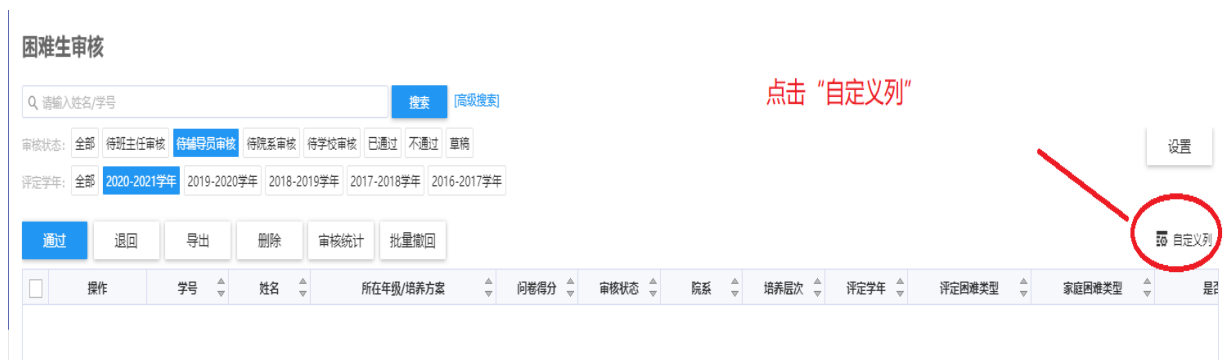 困难生审核
点击“自定义列”
请输入姓名/学号 搜索 [高级搜索]
审核状态: 全部 待班主任审核 待辅导员审核 待院系审核 待学校审核 已通过 不通过 草稿
设置
评定学年: 全部 2020-2021学年 2019-2020学年 2018-2019学年 2017-2018学年 2016-2017学年
通过 退回 导出 删除 审核统计 批量撤回 自定义列
操作 学号 姓名 所在年级/培养方案 问卷得分 审核状态 院系 培养层次 评定学年 评定困难类型 家庭困难类型 是否